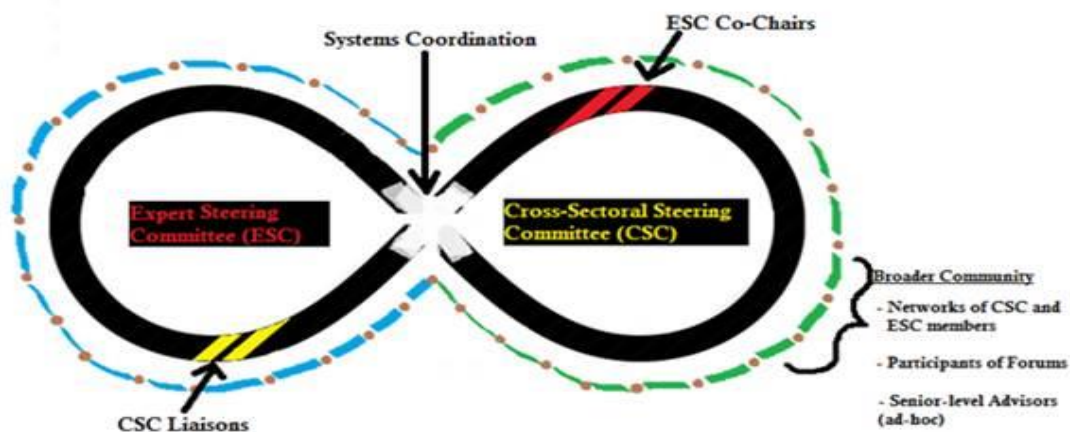 ESC Co-Chairs
Systems Coordination
Expert Steering
Committee (ESC)
Cross-Sectoral Steering
Committee (CSC)
Broader Community
- Networks of CSC and
ESC members
- Participants of Forums
- Senior-level Advisors
(ad-hoc)
CSC Liaisons